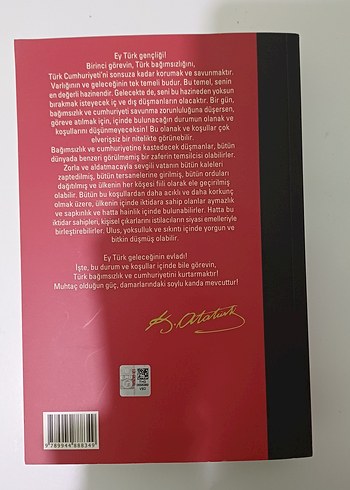 Ey Türk gençliği!
Birinci görevin, Türk bağımsızlığını,
Türk Cumhuriyeti'ni sonsuza kadar korumak ve savunmaktır.
Varlığının ve geleceğinin tek temeli budur. Bu temel, senin
en değerli hazinendir. Gelecekte de, seni bu hazineden yoksun
bırakmak isteyecek iç ve dış düşmanların olacaktır. Bir gün,
bağımsızlık ve cumhuriyeti savunma zorunluluğuna düşersen,
göreve atılmak için, içinde bulunacağın durumun olanak ve
koşullarını düşünmeyeceksin! Bu olanak ve koşullar çok
elverişsiz bir nitelikte görünebilir.
Bağımsızlık ve cumhuriyetine kastedecek düşmanlar, bütün
dünyada benzeri görülmemiş bir zaferin temsilcisi olabilirler.
Zorla ve aldatmacayla sevgili vatanın bütün kaleleri
zaptedilmiş, bütün tersanelerine girilmiş, bütün orduları
dağıtılmış ve ülkenin her köşesi fiili olarak ele geçirilmiş
olabilir. Bütün bu koşullardan daha acıklı ve daha korkunç
olmak üzere, ülkenin içinde iktidara sahip olanlar aymazlık
ve sapkınlık ve hatta hainlik içinde bulunabilirler. Hatta bu
iktidar sahipleri, kişisel çıkarlarını istilacıların siyasi emelleriyle
birleştirebilirler. Ulus, yoksulluk ve sıkıntı içinde yorgun ve
bitkin düşmüş olabilir.
Ey Türk geleceğinin evladı!
İşte, bu durum ve koşullar içinde bile görevin,
Türk bağımsızlık ve cumhuriyetini kurtarmaktır!
Muhtaç olduğun güç, damarlarındaki soylu kanda mevcuttur!
K. Atatürk
9 789944 888349